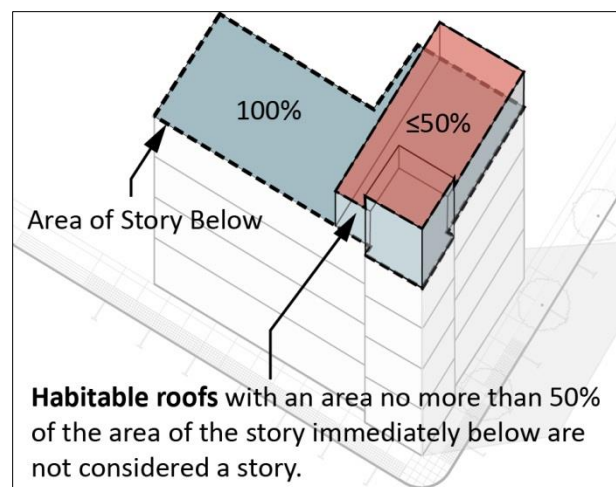 100%
≤50%
Area of Story Below
Habitable roofs with an area no more than 50%
of the area of the story immediately below are
not considered a story.